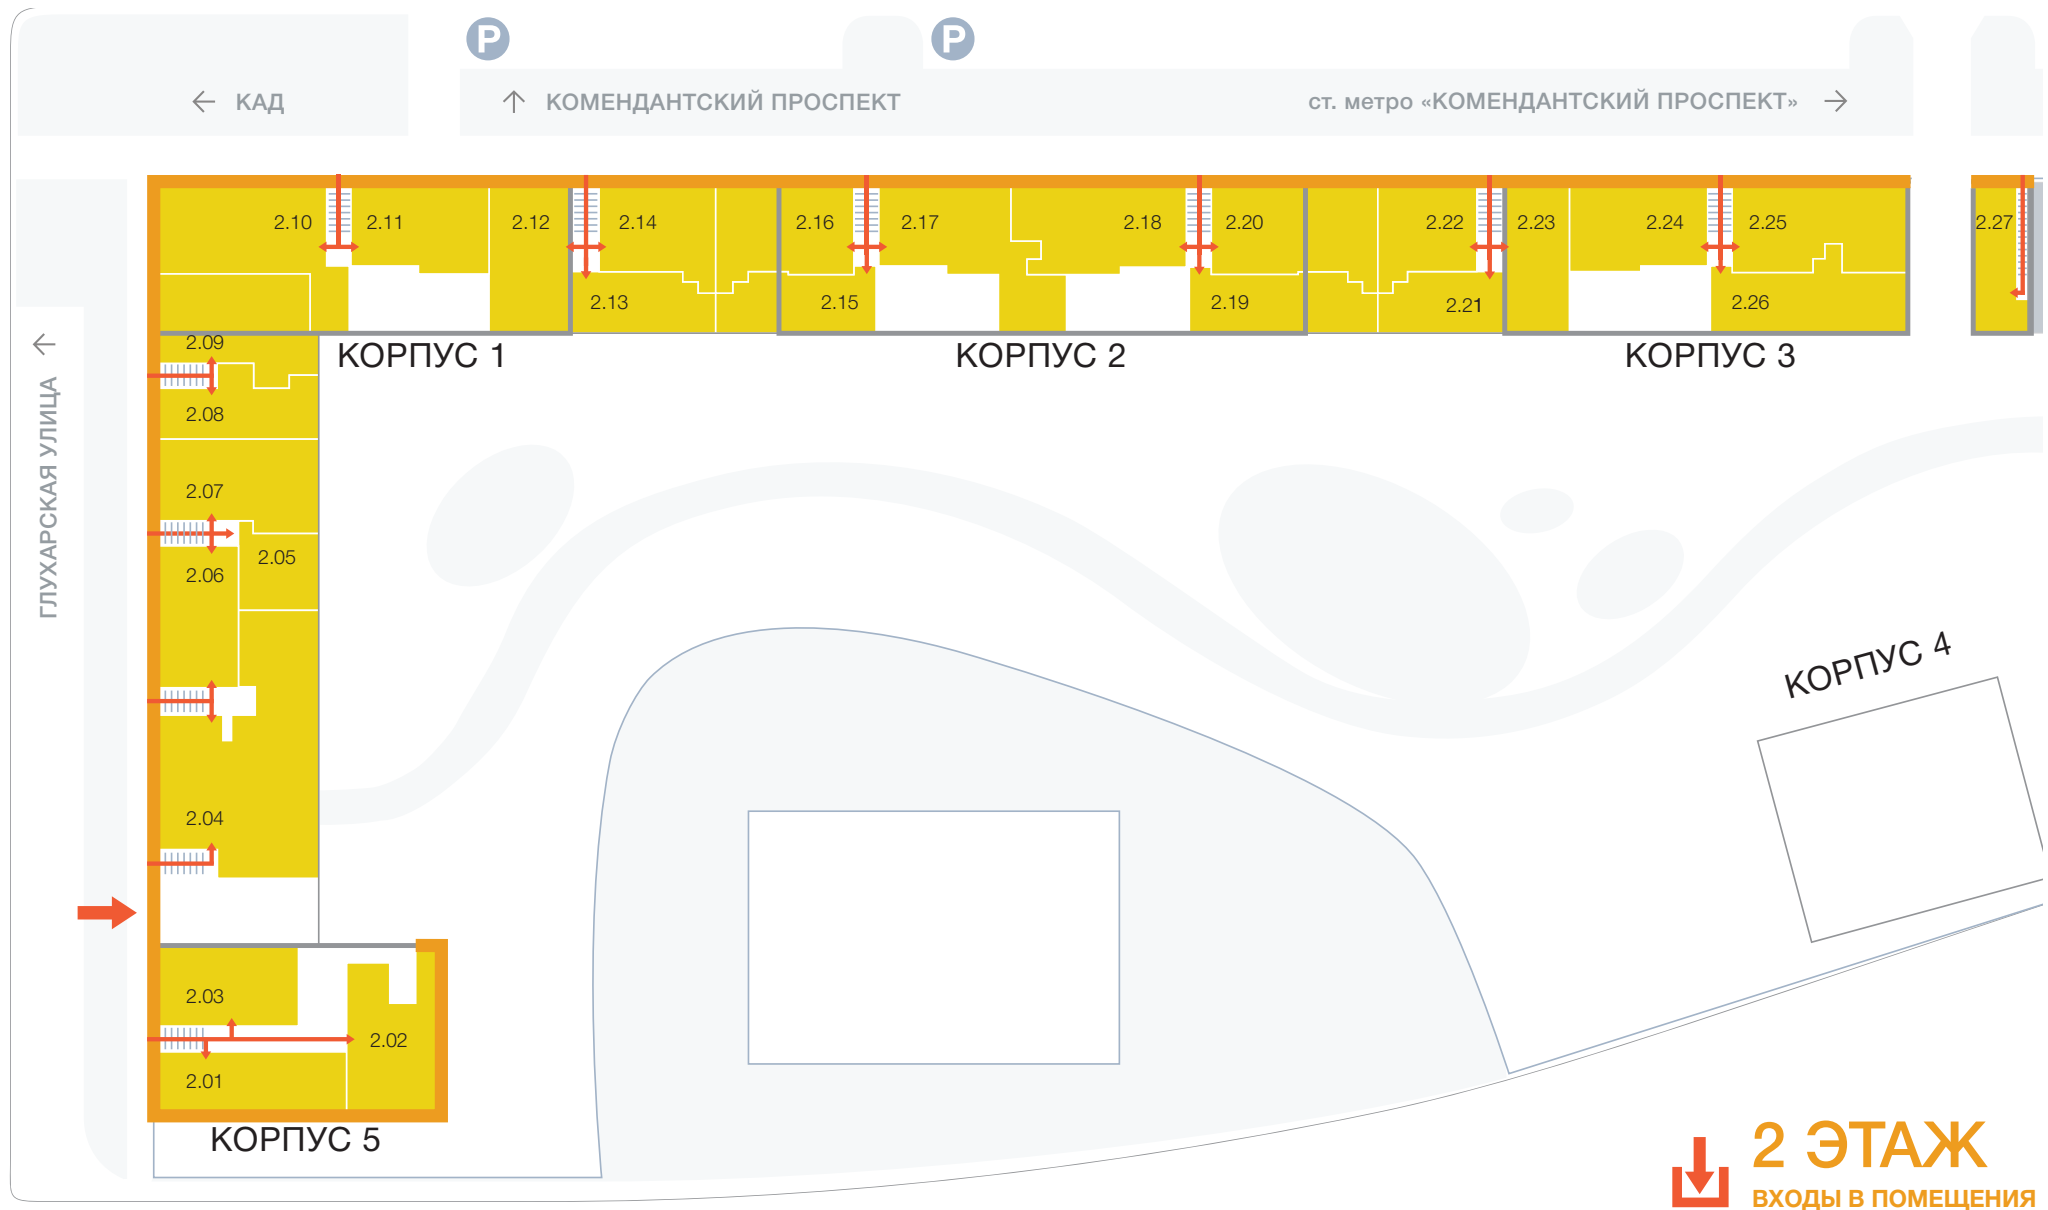 P
P
КАД
КОМЕНДАНТСКИЙ ПРОСПЕКТ
ст. метро «КОМЕНДАНТСКИЙ ПРОСПЕКТ»
2.10
2.11
2.12
2.14
2.16
2.17
2.18
2.20
2.22
2.23
2.24
2.25
2.27
2.13
2.15
2.19
2.21
2.26
2.09
КОРПУС 1
КОРПУС 2
КОРПУС 3
2.08
ГЛУХАРСКАЯ УЛИЦА
2.07
2.05
2.06
КОРПУС 4
2.04
2.03
2.02
2.01
КОРПУС 5
2 ЭТАЖ
ВХОДЫ В ПОМЕЩЕНИЯ